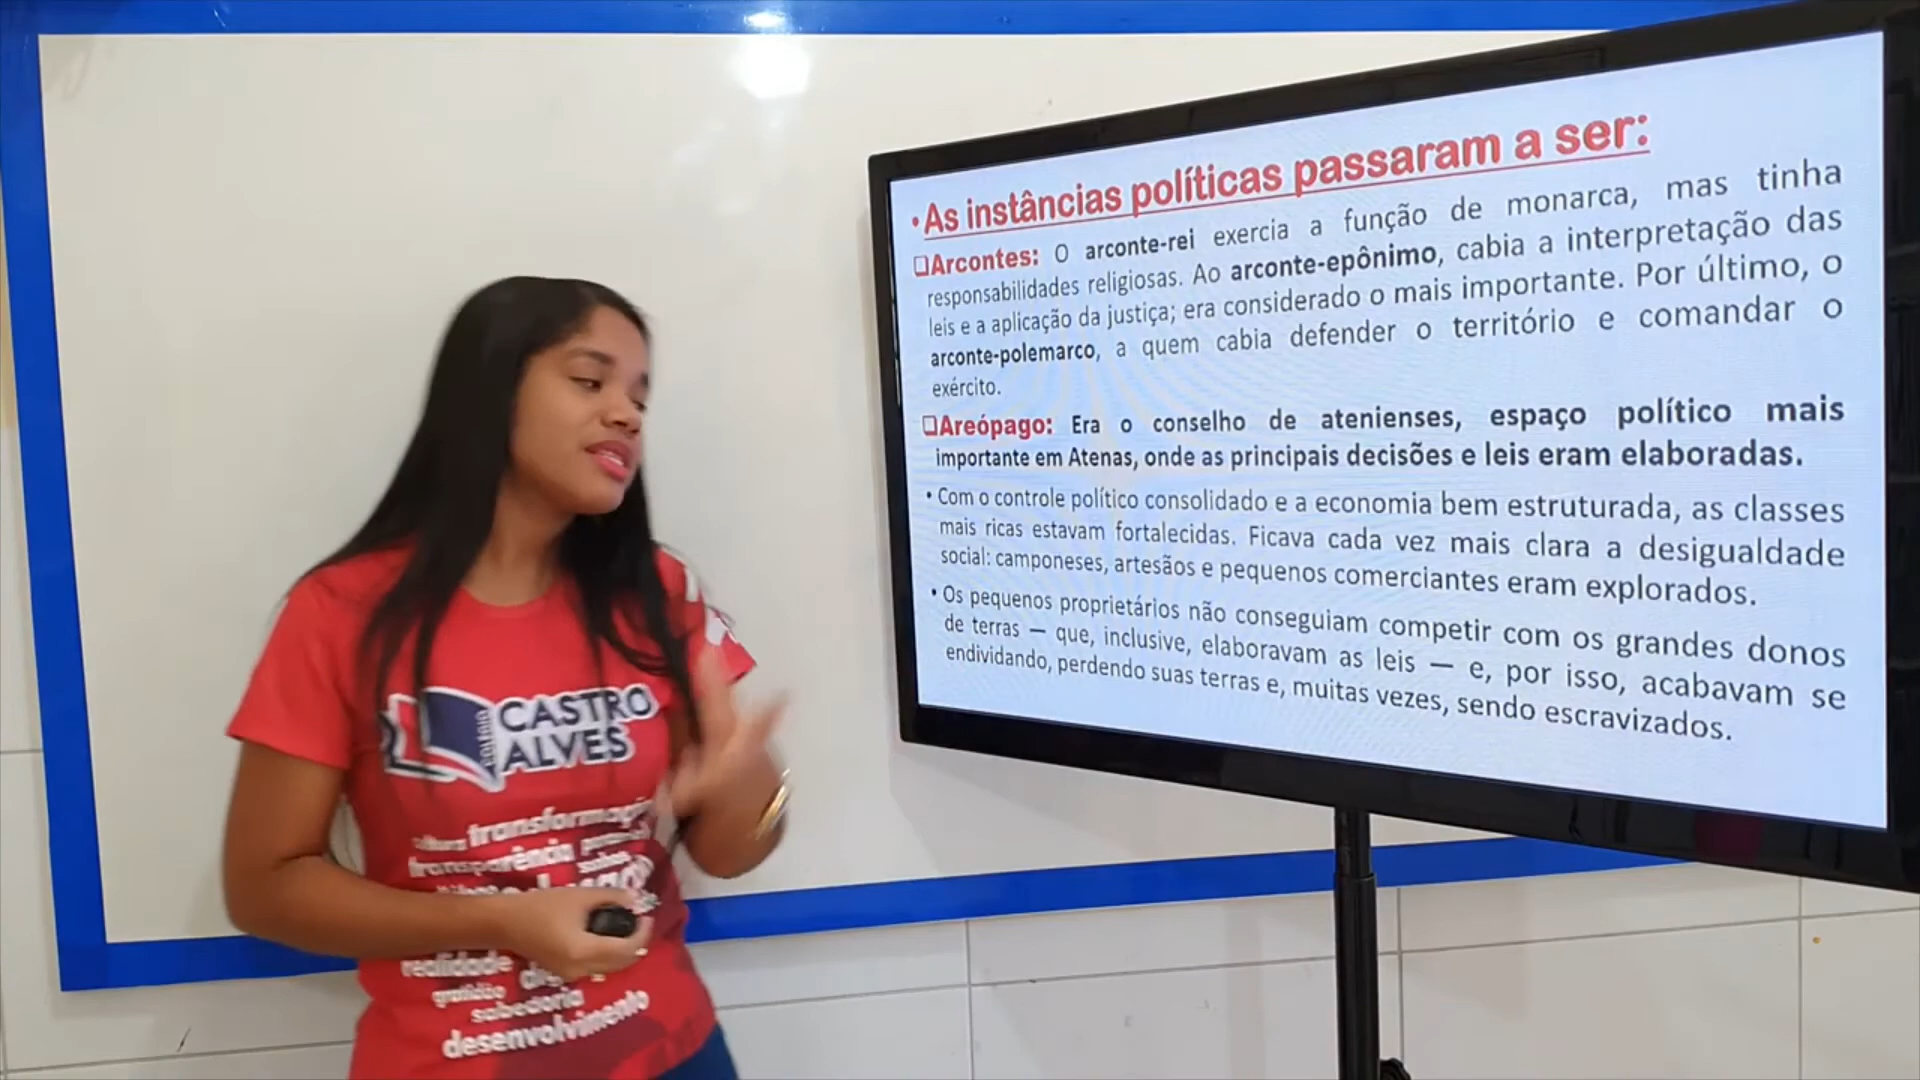 • As instâncias políticas passaram a ser:
❑Arcontes: O arconte-rei exercia a função de monarca, mas tinha
responsabilidades religiosas. Ao arconte-epônimo, cabia a interpretação das
leis e a aplicação da justiça; era considerado o mais importante. Por último, o
arconte-polemarco, a quem cabia defender o território e comandar o
exército.
❑Areópago: Era o conselho de atenienses, espaço político mais
importante em Atenas, onde as principais decisões e leis eram elaboradas.
• Com o controle político consolidado e a economia bem estruturada, as classes
mais ricas estavam fortalecidas. Ficava cada vez mais clara a desigualdade
social: camponeses, artesãos e pequenos comerciantes eram explorados.
• Os pequenos proprietários não conseguiam competir com os grandes donos
de terras — que, inclusive, elaboravam as leis — e, por isso, acabavam se
endividando, perdendo suas terras e, muitas vezes, sendo escravizados.
COLÉGIO
CASTRO
ALVES
realidade
gratidão
sabedoria
desenvolvimento